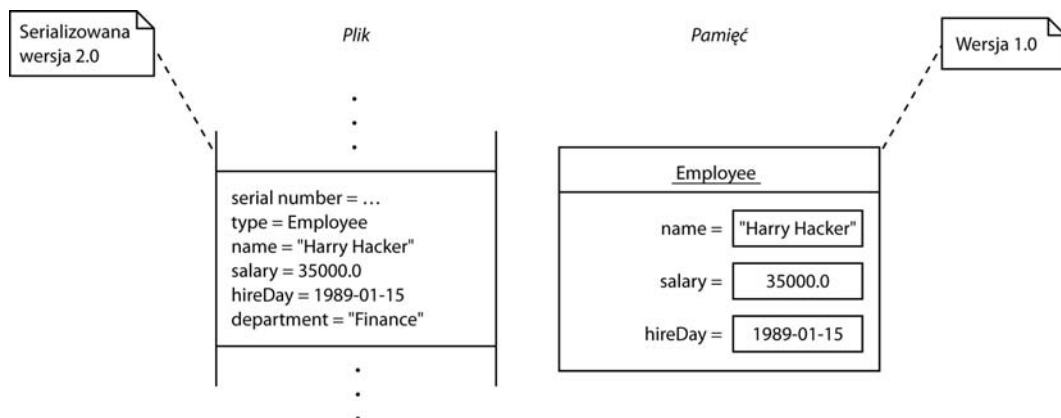 Serializowana
wersja 2.0
Plik
Pamięć
Wersja 1.0
serial number = …
type = Employee
name = "Harry Hacker"
salary = 35000.0
hireDay = 1989-01-15
department = "Finance"
Employee
name = "Harry Hacker"
salary = 35000.0
hireDay = 1989-01-15